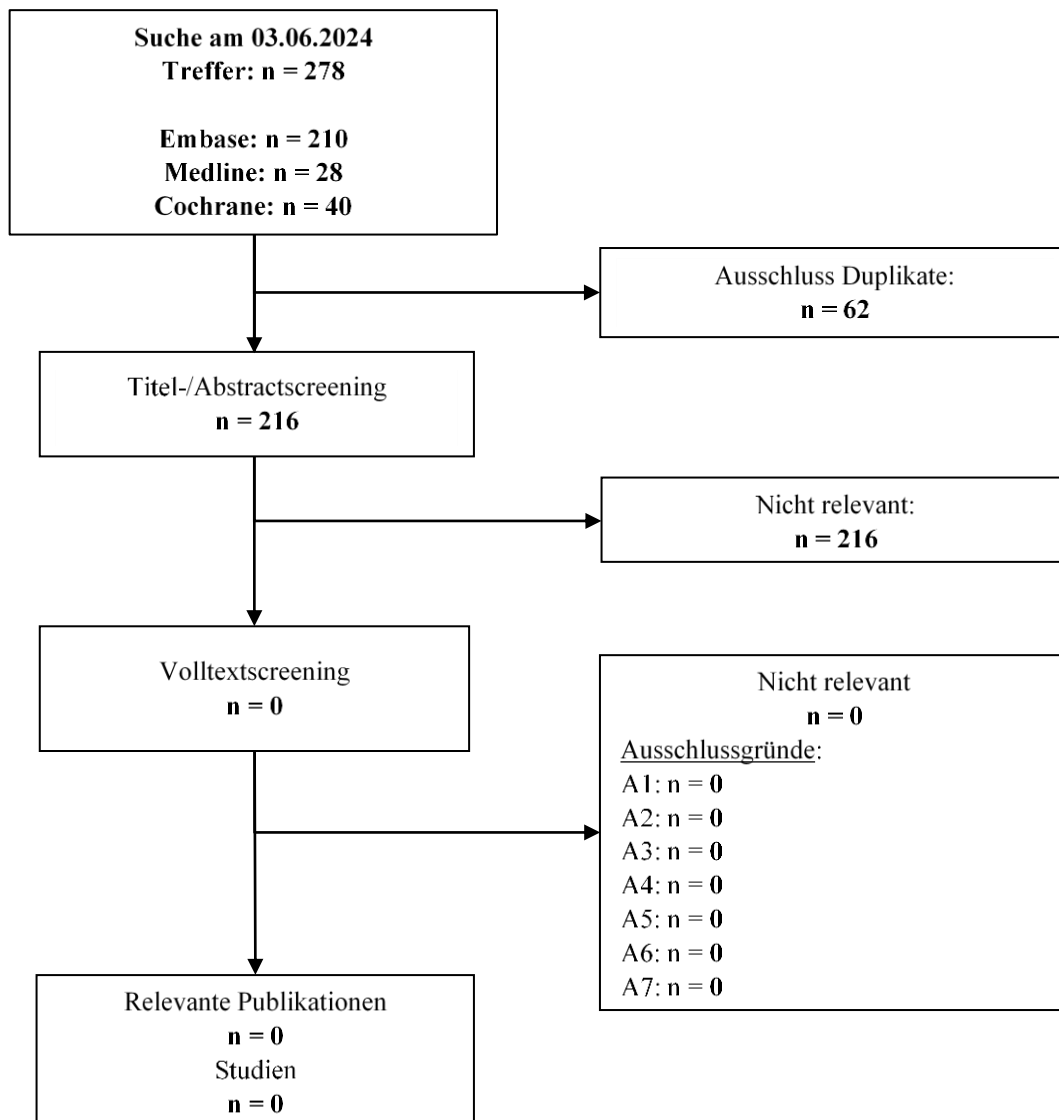 Suche am 03.06.2024
Treffer: n = 278
Embase: n = 210
Medline: n = 28
Cochrane: n = 40
Ausschluss Duplikate:
n = 62
Titel-/Abstractscreening
n = 216
Nicht relevant:
n = 216
Volltextscreening
n = 0
Nicht relevant
n = 0
Ausschlussgründe:
A1: n = 0
A2: n = 0
A3: n = 0
A4: n = 0
A5: n = 0
A6: n = 0
A7: n = 0
Relevante Publikationen
n = 0
Studien
n = 0